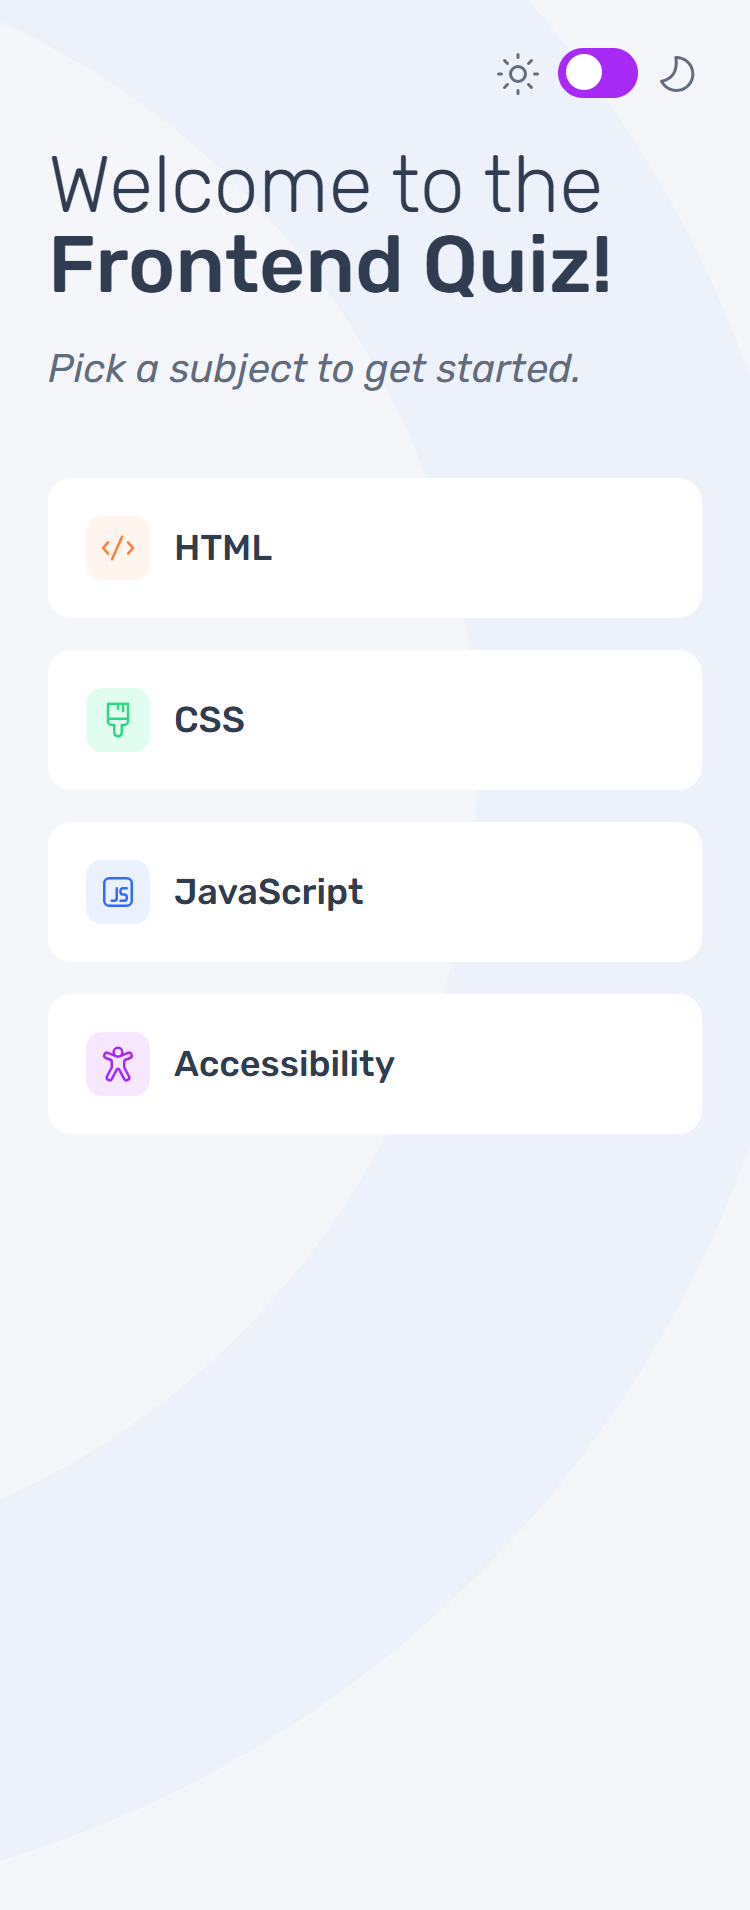 Welcome to the
Frontend Quiz!
Pick a subject to get started.
HTML
CSS
JS JavaScript
Accessibility